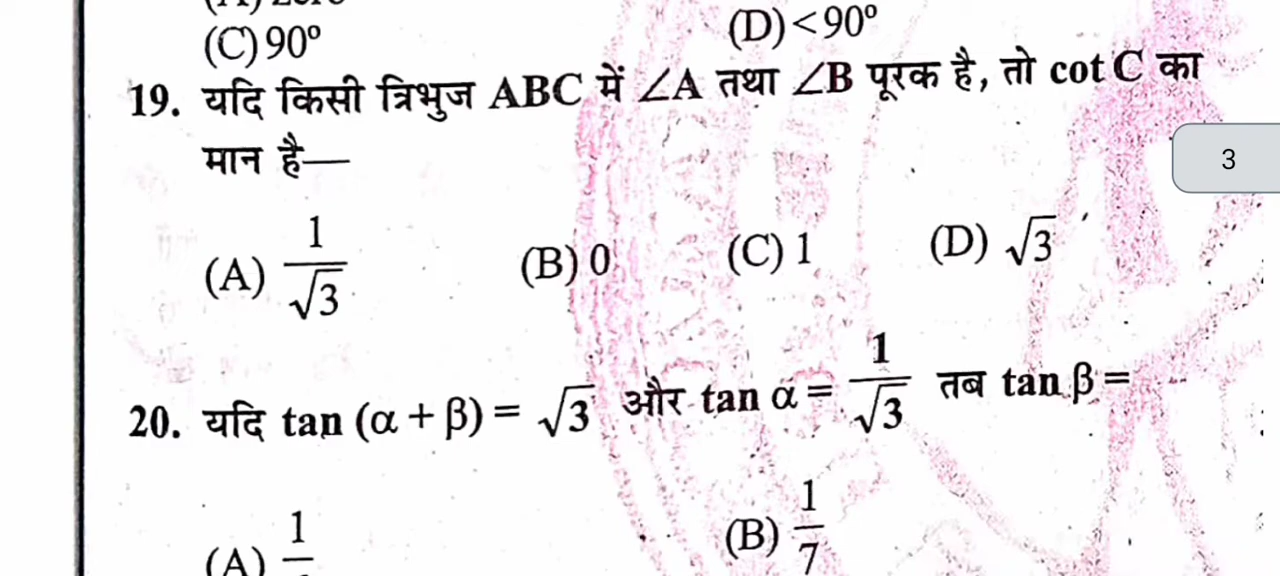 (C) 90° (D) <90°
19. यदि किसी त्रिभुज ABC में ∠A तथा ∠B पूरक है, तो cot C का
मान है—
3
(A) 1/√3 (B) 0 (C) 1 (D) √3
20. यदि tan (α + β) = √3 और tan α = 1/√3 तब tan β =
(A) 1/ (B) 1/7